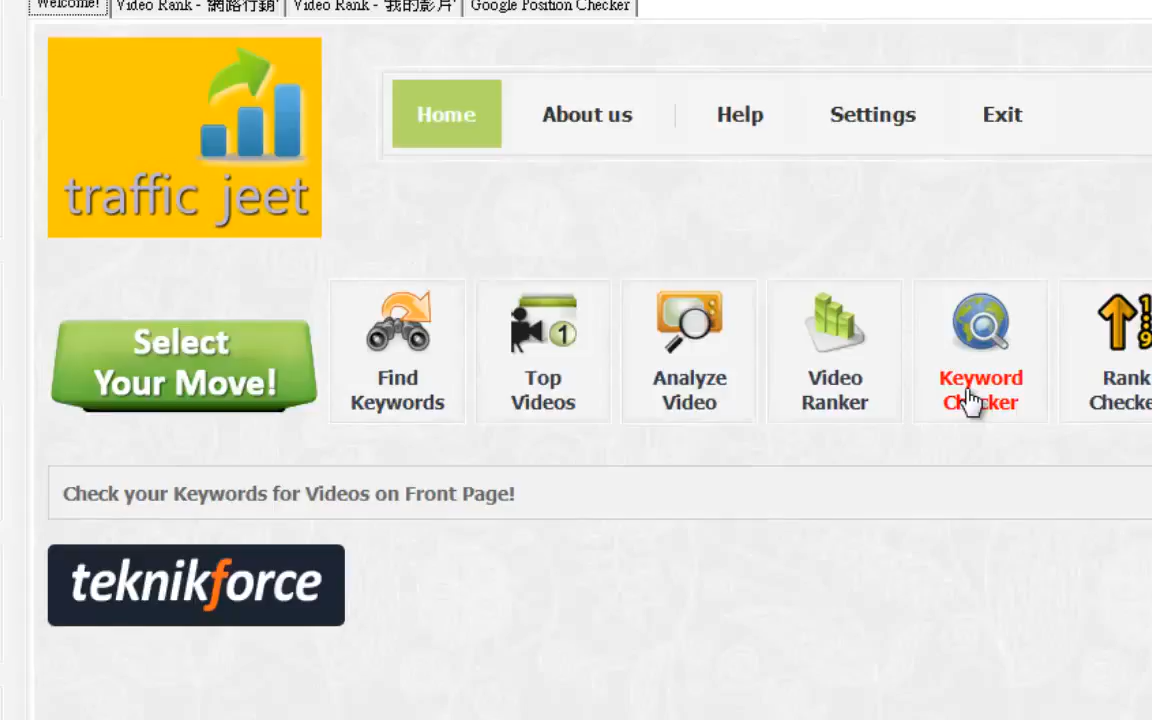 Welcome! Video Rank - '網路行銷' Video Rank - '我的影片' Google Position Checker
Home About us Help Settings Exit
traffic jeet
Select
Your Move!
Find
Keywords
Top
Videos
1
Analyze
Video
Video
Ranker
Keyword
Checker
Rank
Checke
Check your Keywords for Videos on Front Page!
teknikforce